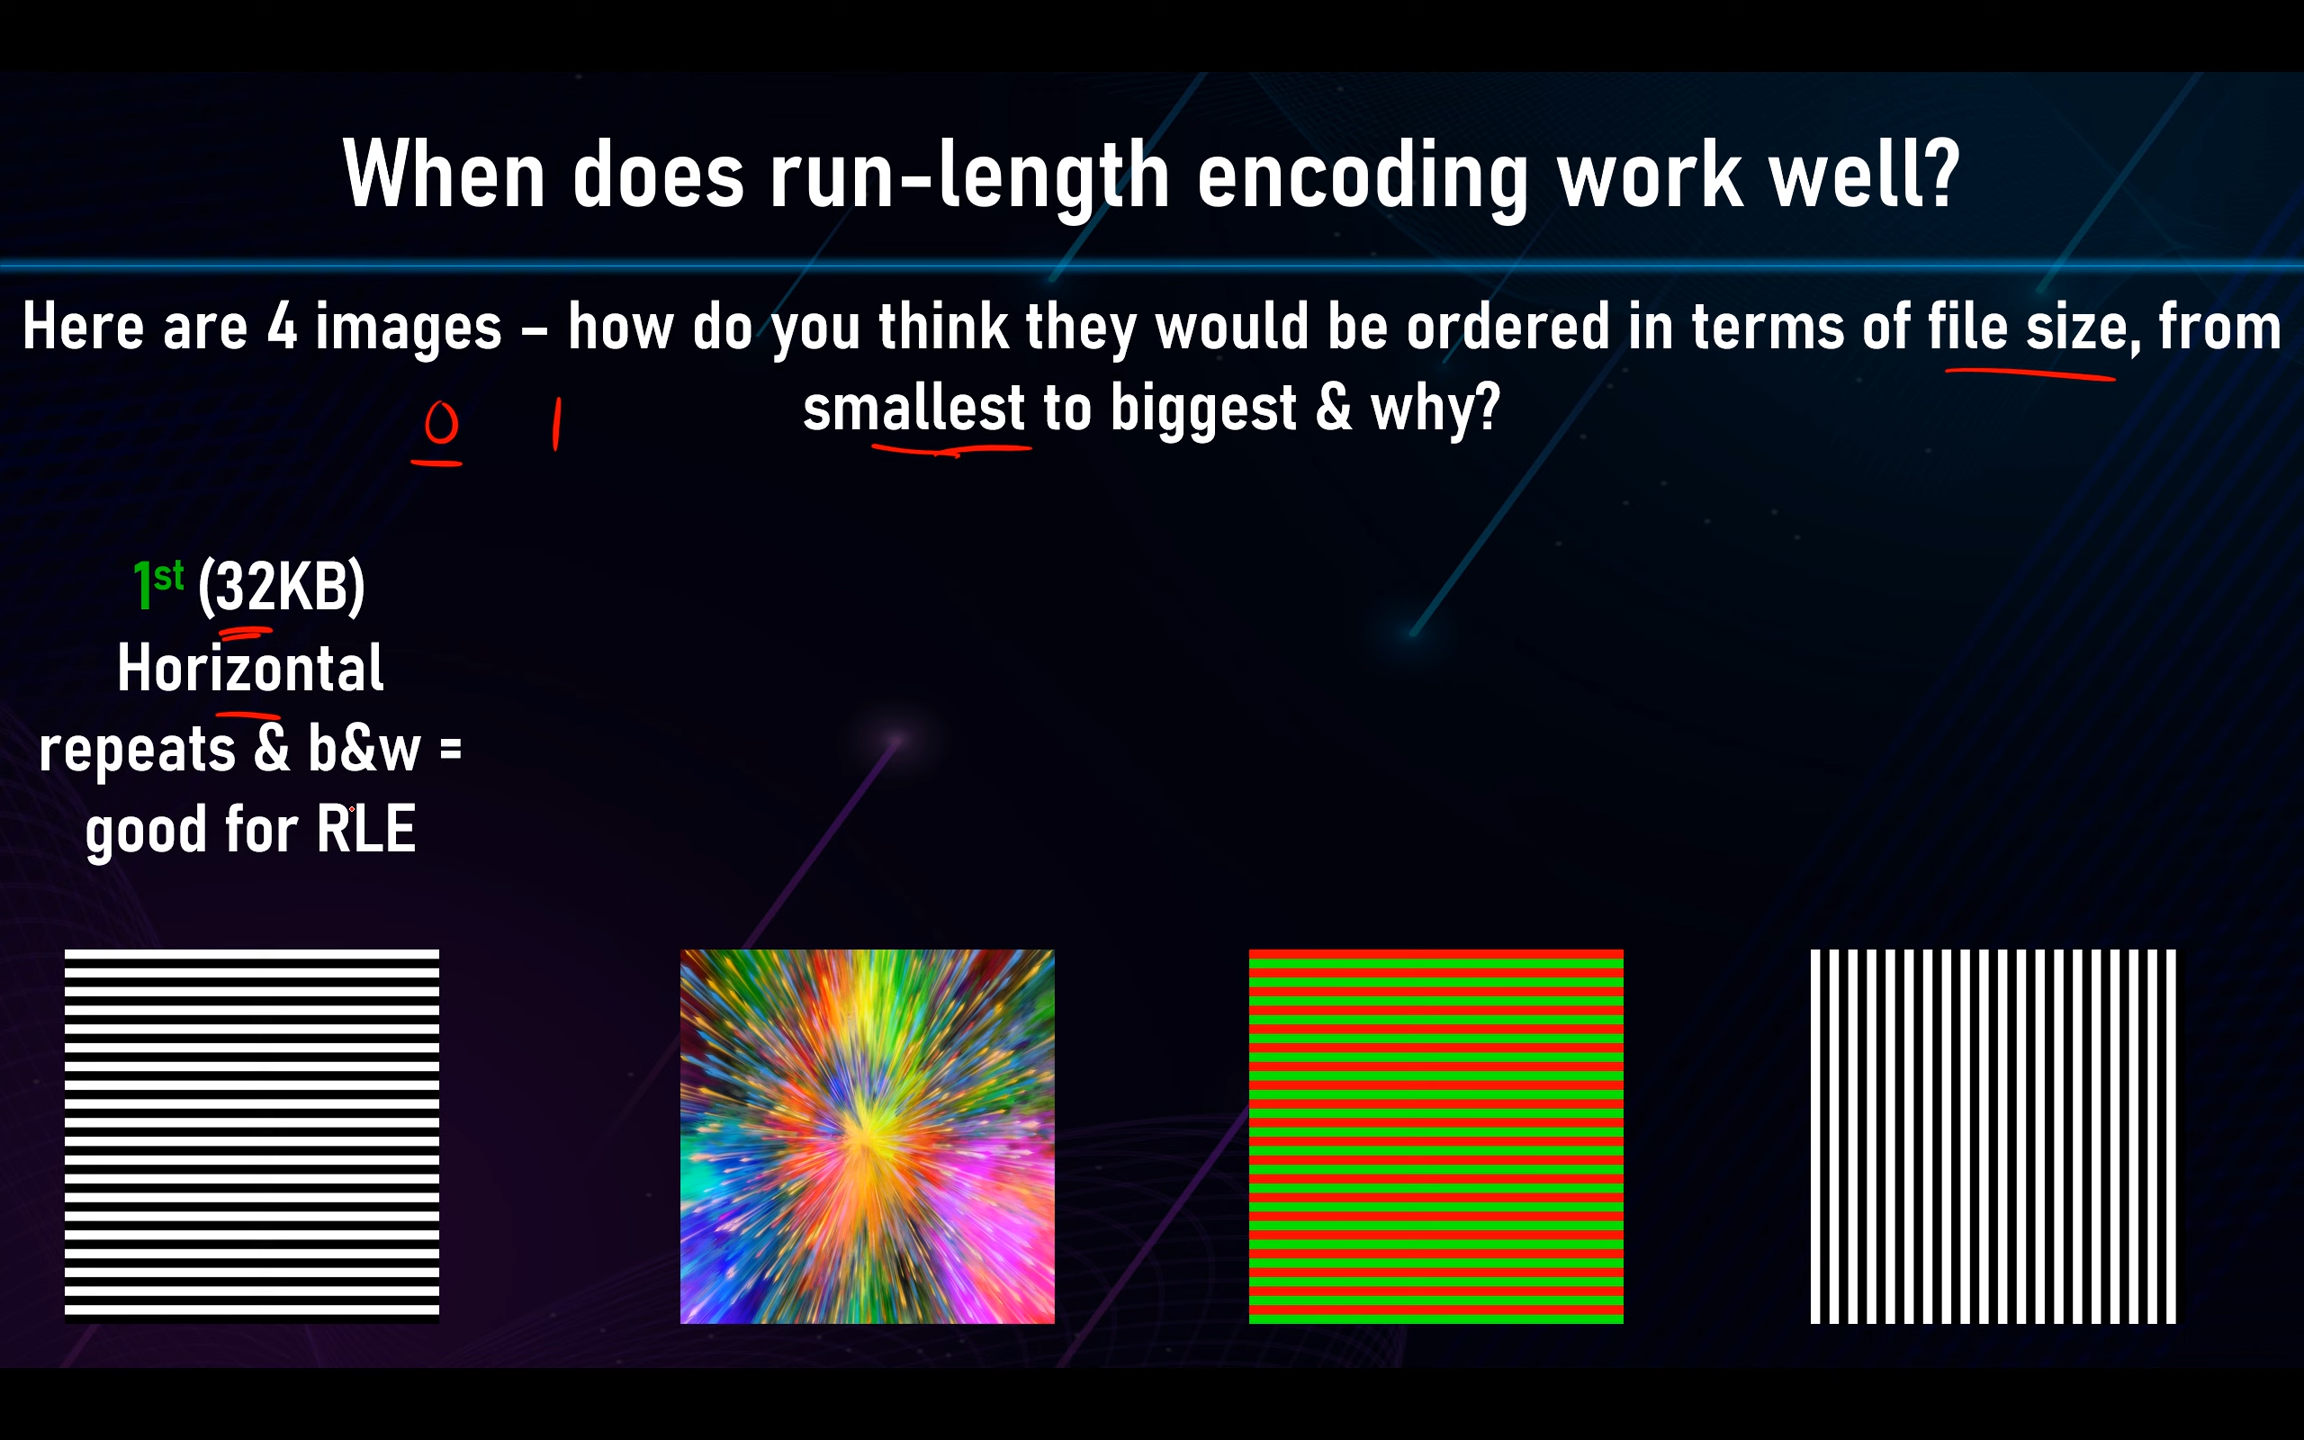 When does run-length encoding work well?
Here are 4 images – how do you think they would be ordered in terms of file size, from
smallest to biggest & why?
0 1
1st (32KB)
Horizontal
repeats & b&w =
good for RLE